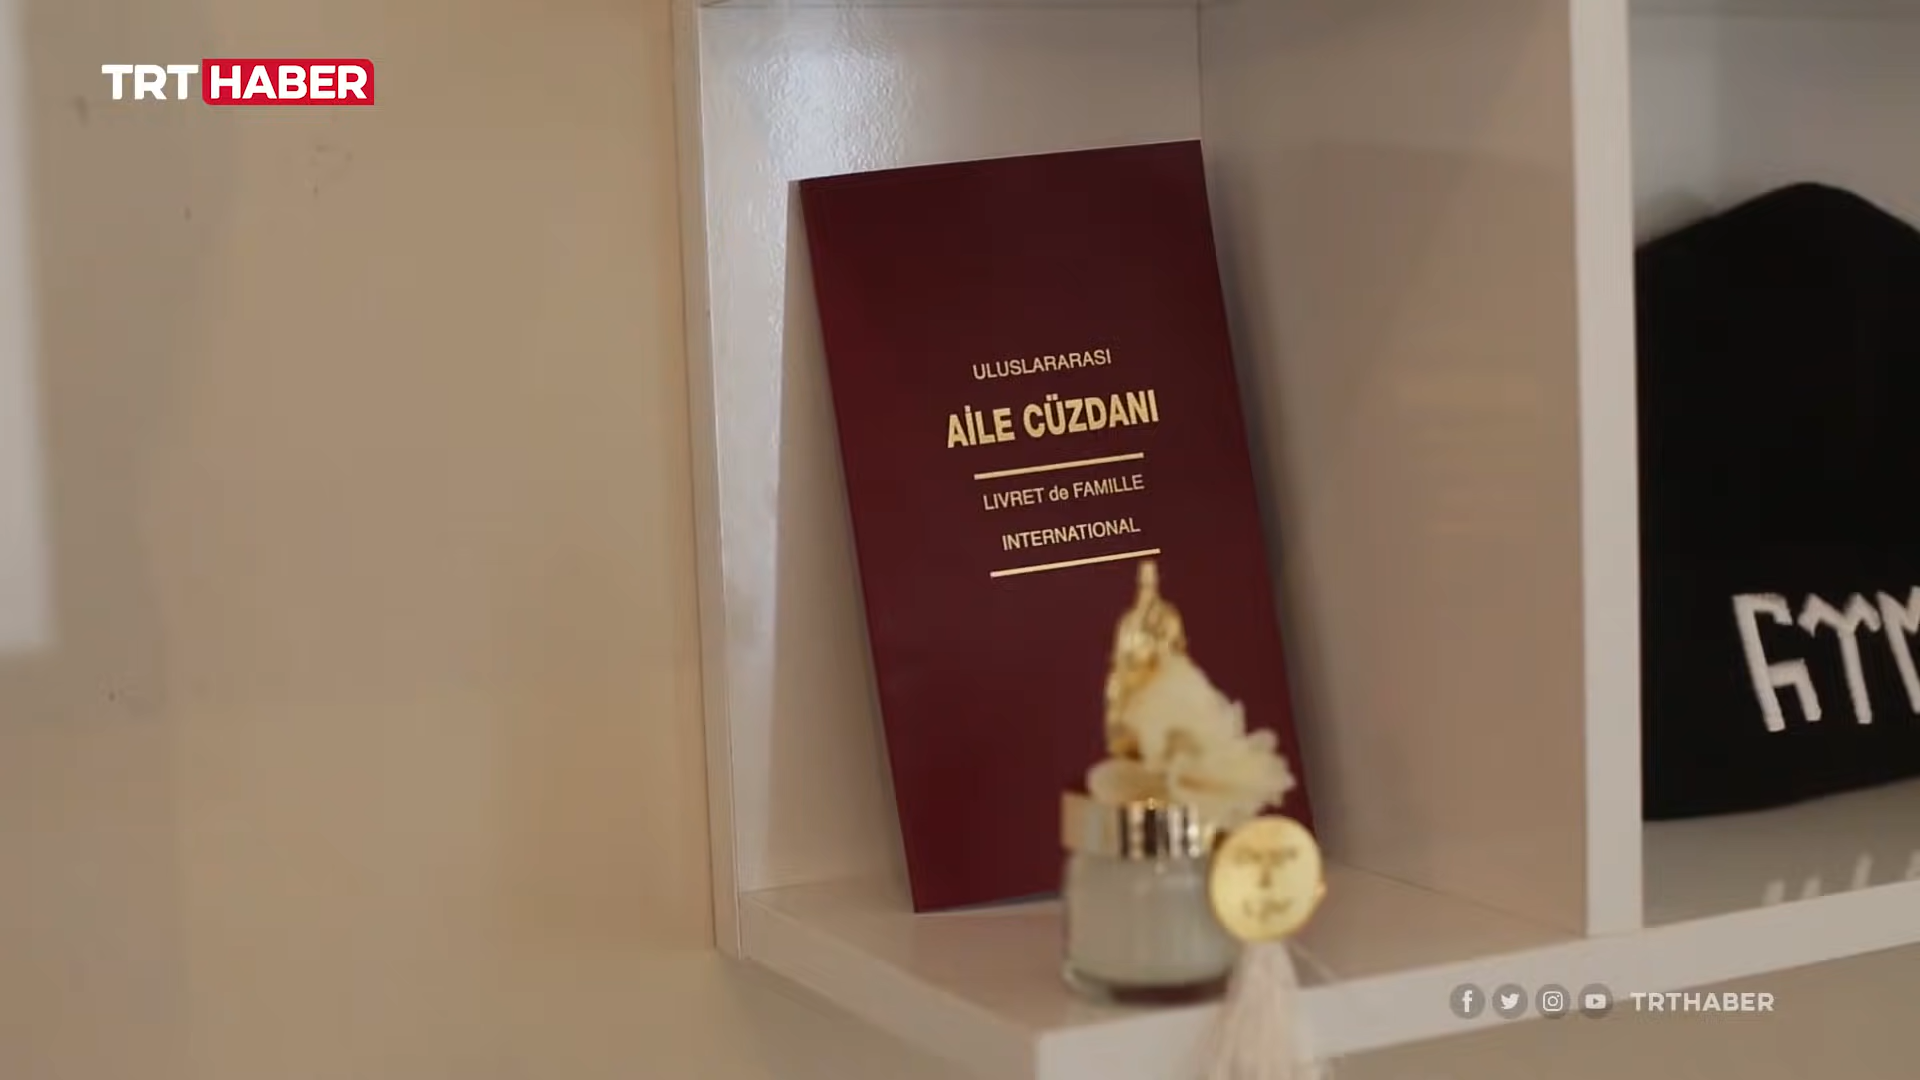 TRT HABER
ULUSLARARASI
AİLE CÜZDANI
LIVRET de FAMILLE
INTERNATIONAL
TRTHABER